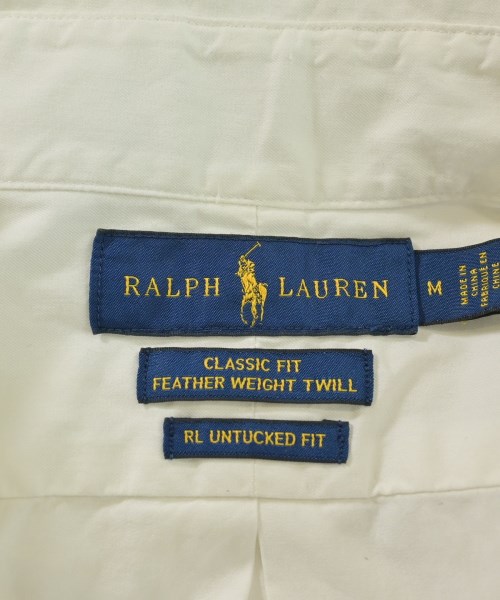 RALPH LAUREN
M
MADE IN
CHINA
FABRIQUÉ EN
CHINE
CLASSIC FIT
FEATHER WEIGHT TWILL
RL UNTUCKED FIT